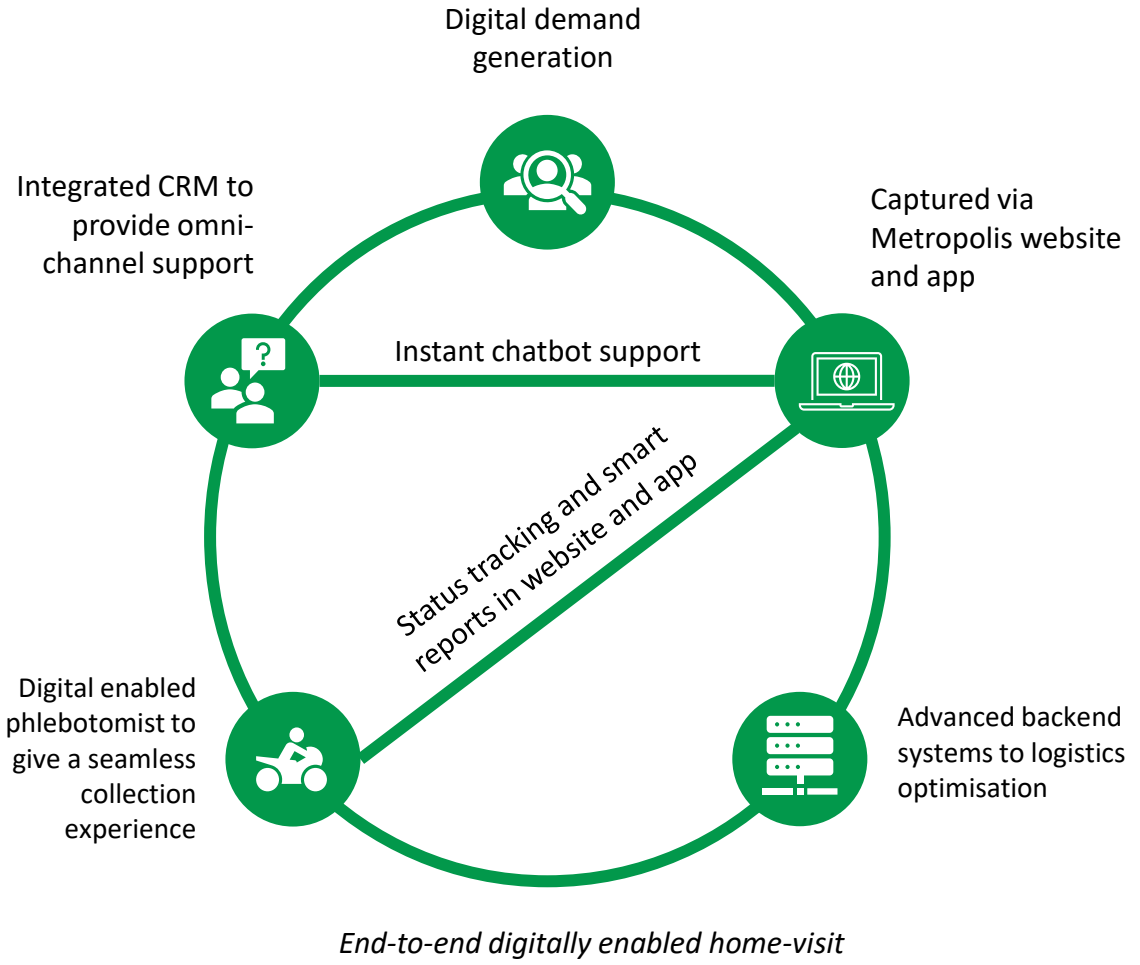 Digital demand
generation
Integrated CRM to
provide omni-
channel support
Captured via
Metropolis website
and app
?
Instant chatbot support
Status tracking and smart
reports in website and app
Digital enabled
phlebotomist to
give a seamless
collection
experience
Advanced backend
systems to logistics
optimisation
End-to-end digitally enabled home-visit